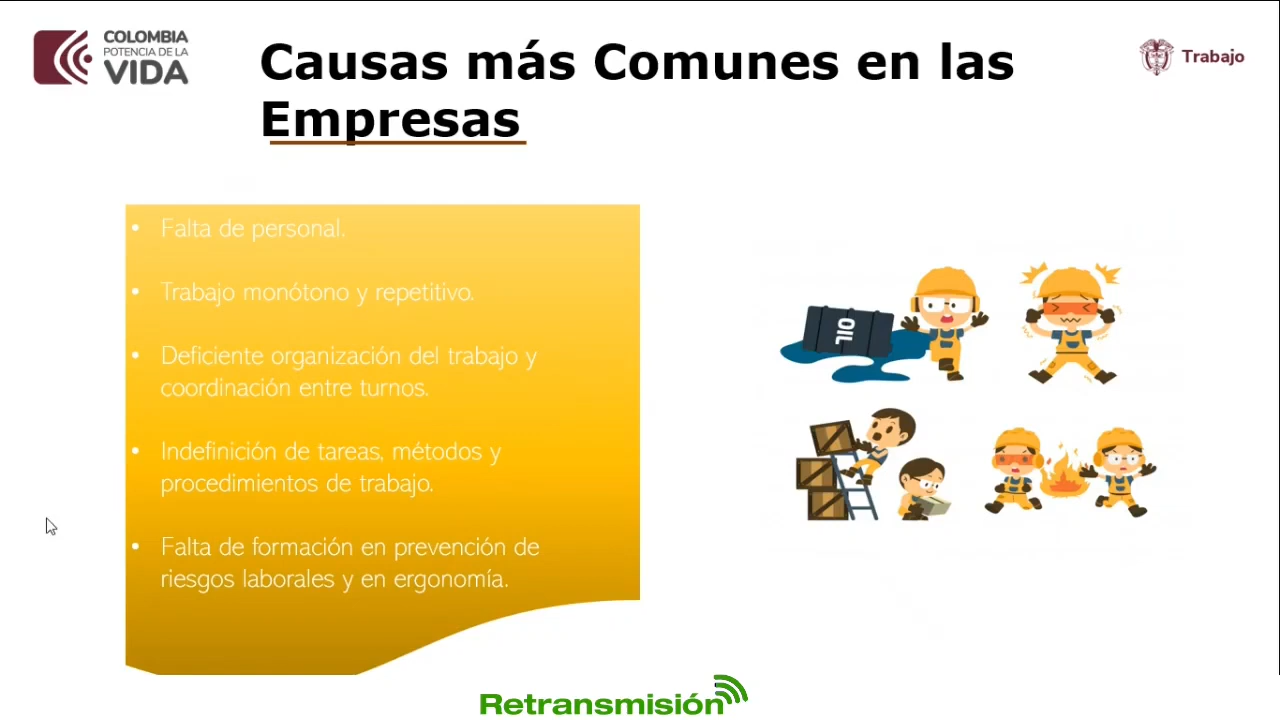 COLOMBIA
POTENCIA DE LA
VIDA
Causas más Comunes en las
Empresas
Trabajo
• Falta de personal.
• Trabajo monótono y repetitivo.
• Deficiente organización del trabajo y
coordinación entre turnos.
• Indefinición de tareas, métodos y
procedimientos de trabajo.
• Falta de formación en prevención de
riesgos laborales y en ergonomía.
OIL
Retransmisión